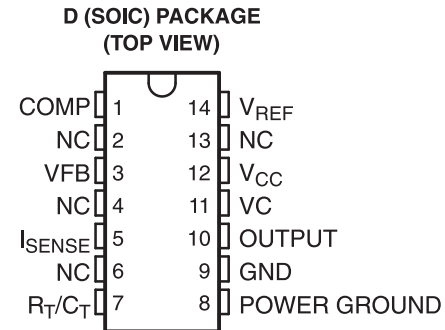 D (SOIC) PACKAGE
(TOP VIEW)
COMP 1 14 VREF
NC 2 13 NC
VFB 3 12 VCC
NC 4 11 VC
ISENSE 5 10 OUTPUT
NC 6 9 GND
RT/CT 7 8 POWER GROUND